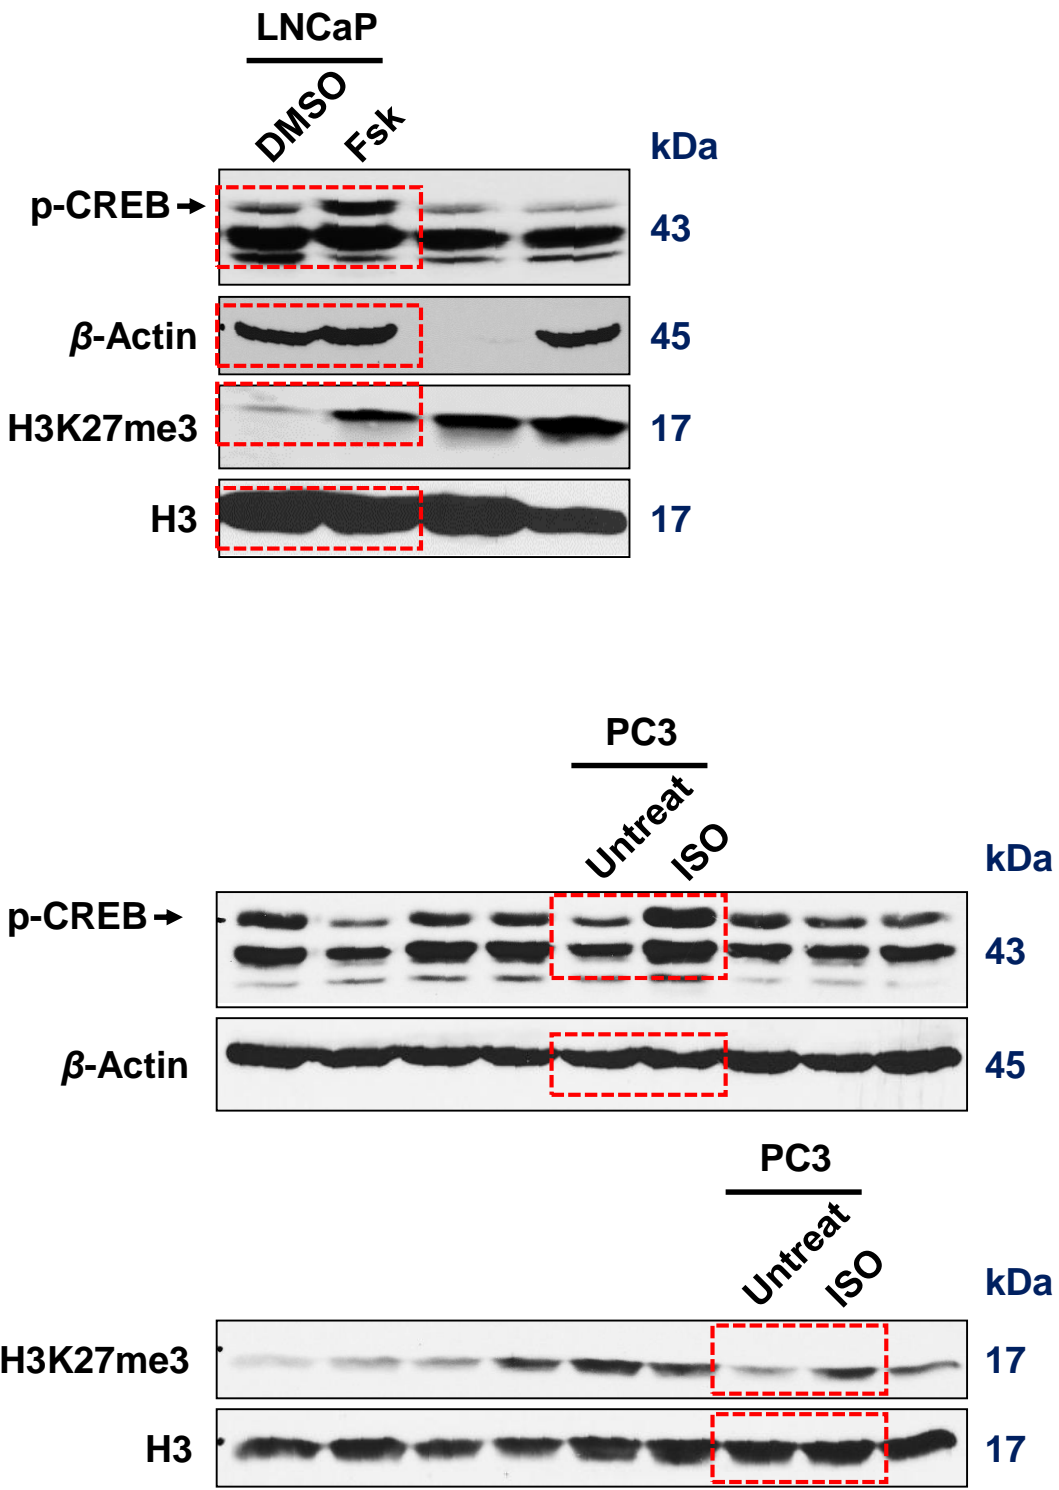 LNCaP
DMSO Fsk
kDa
p-CREB
43
β-Actin
45
H3K27me3
17
H3
17
PC3
Untreat ISO
kDa
p-CREB
43
β-Actin
45
PC3
Untreat ISO
kDa
H3K27me3
17
H3
17